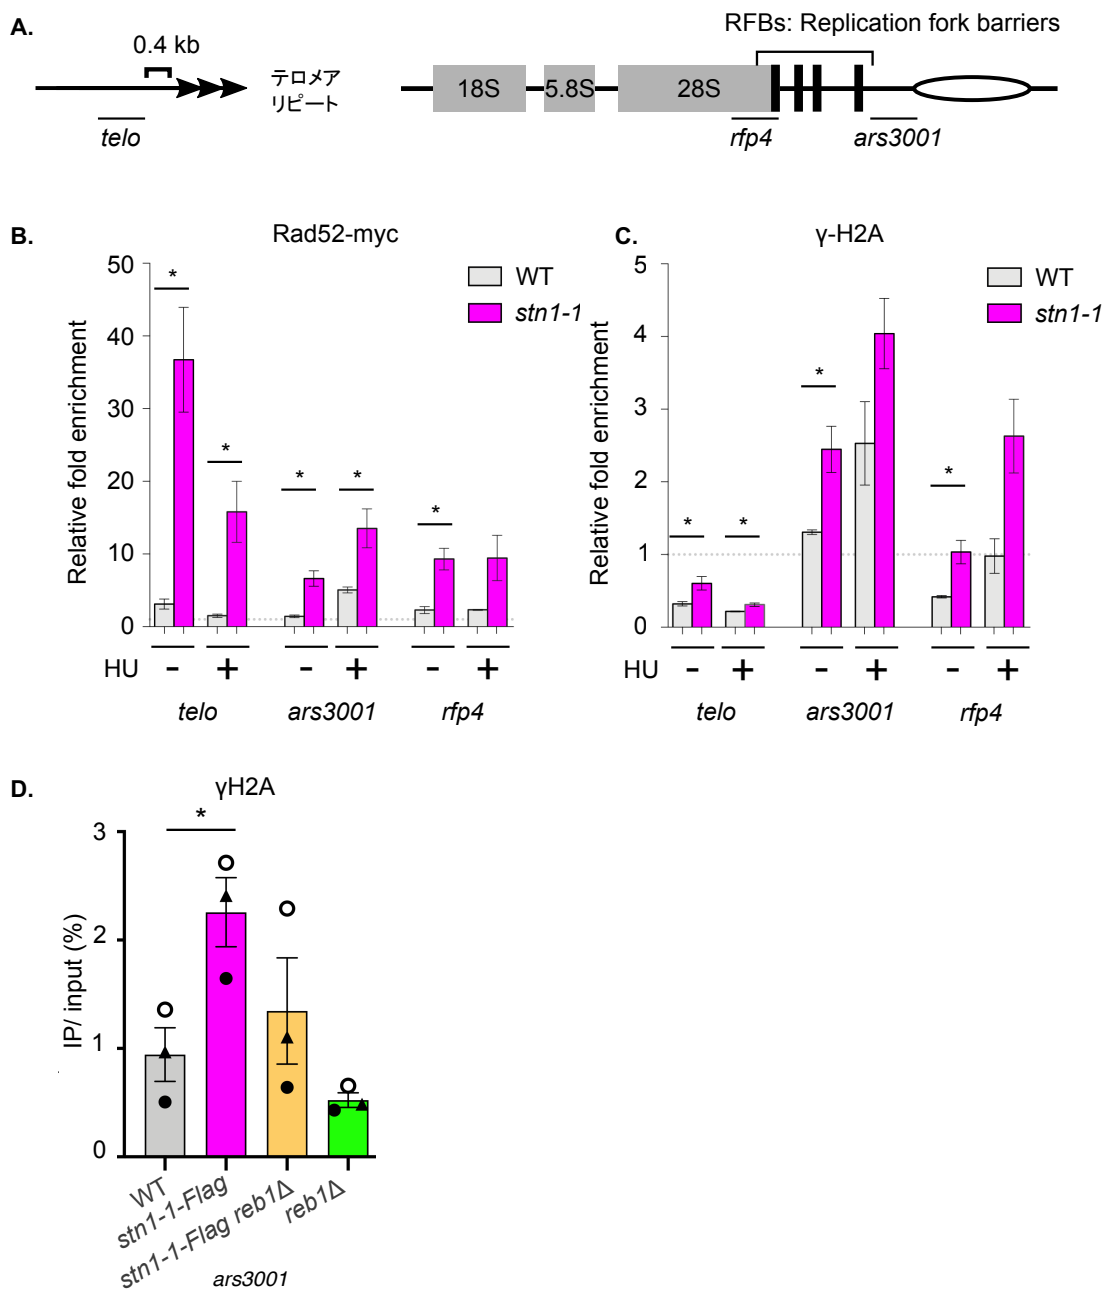 A.
RFBs: Replication fork barriers
0.4 kb
テロメア
リピート
18S
5.8S
28S
telo
rfp4
ars3001
B.
Rad52-myc
50
40
30
20
10
0
Relative fold enrichment
WT
stn1-1
*
*
*
*
*
HU
-
+
-
+
-
+
telo
ars3001
rfp4
C.
γ-H2A
5
4
3
2
1
0
Relative fold enrichment
WT
stn1-1
*
*
*
*
HU
-
+
-
+
-
+
telo
ars3001
rfp4
D.
γH2A
*
3
2
1
0
IP/ input (%)
WT
stn1-1-Flag
stn1-1-Flag reb1Δ
reb1Δ
ars3001